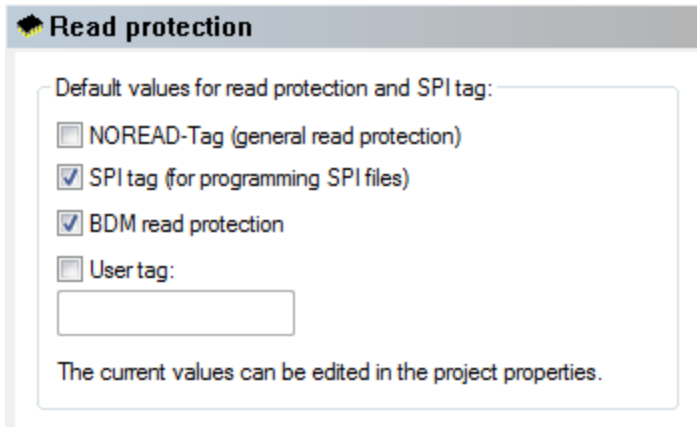 Read protection
Default values for read protection and SPI tag:
NOREAD-Tag (general read protection)
SPI tag (for programming SPI files)
BDM read protection
User tag:
The current values can be edited in the project properties.